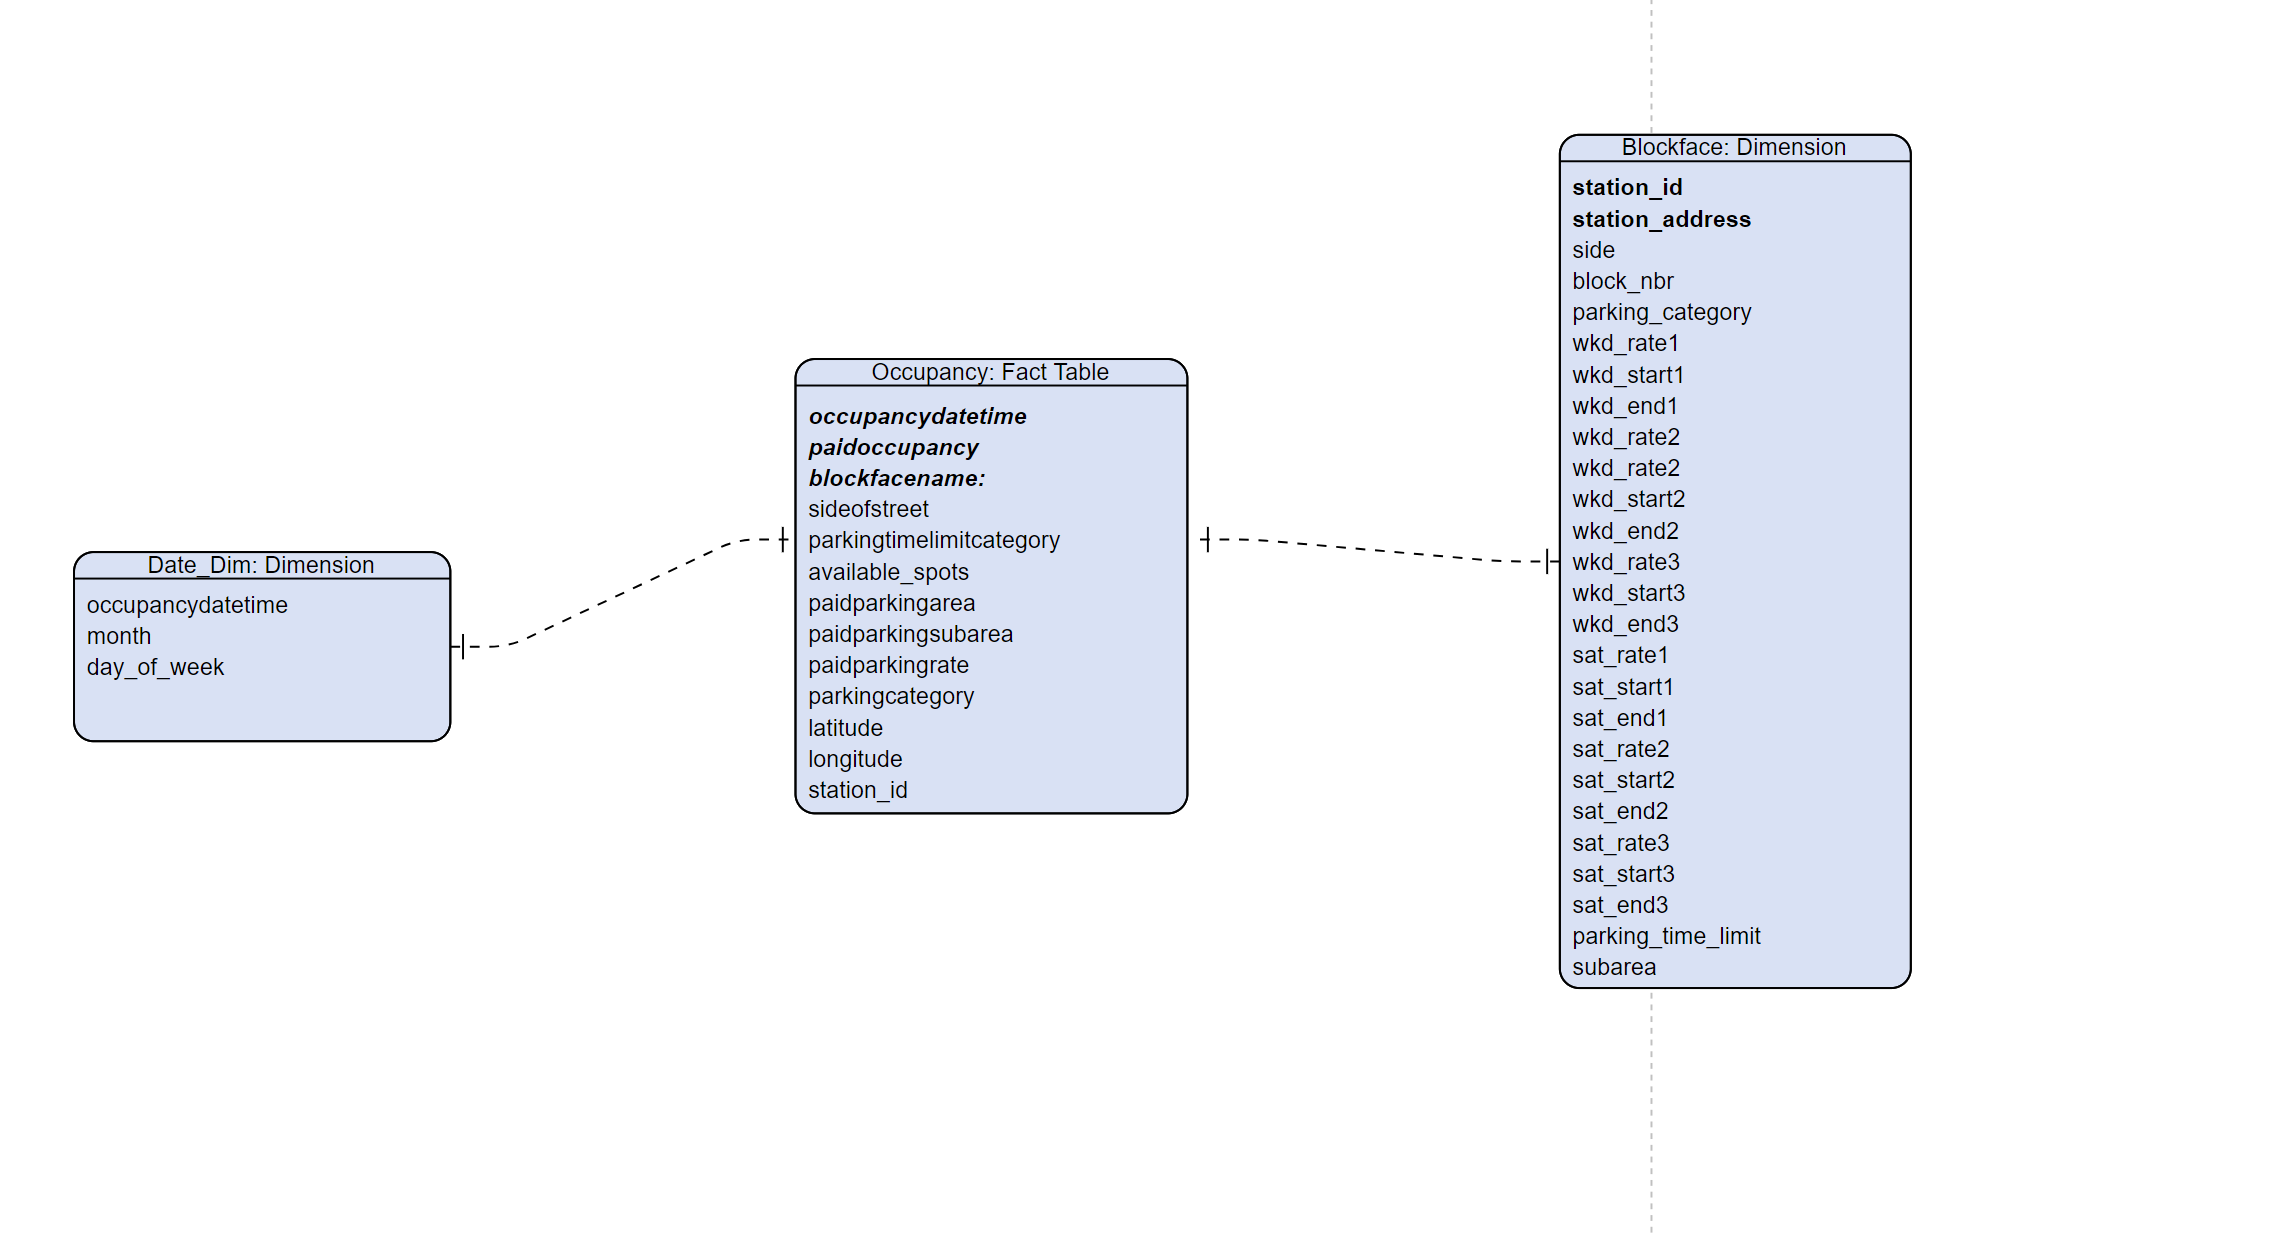 Date_Dim: Dimension
occupancydatetime
month
day_of_week
Occupancy: Fact Table
occupancydatetime
paidoccupancy
blockfacename:
sideofstreet
parkingtimelimitcategory
available_spots
paidparkingarea
paidparkingsubarea
paidparkingrate
parkingcategory
latitude
longitude
station_id
Blockface: Dimension
station_id
station_address
side
block_nbr
parking_category
wkd_rate1
wkd_start1
wkd_end1
wkd_rate2
wkd_rate2
wkd_start2
wkd_end2
wkd_rate3
wkd_start3
wkd_end3
sat_rate1
sat_start1
sat_end1
sat_rate2
sat_start2
sat_end2
sat_rate3
sat_start3
sat_end3
parking_time_limit
subarea